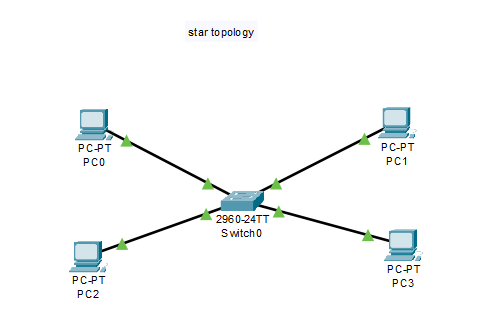 star topology
PC-PT
PC0
PC-PT
PC1
2960-24TT
Switch0
PC-PT
PC2
PC-PT
PC3